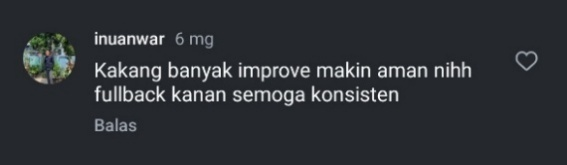 inuanwar 6 mg
Kakang banyak improve makin aman nihh
fullback kanan semoga konsisten
Balas